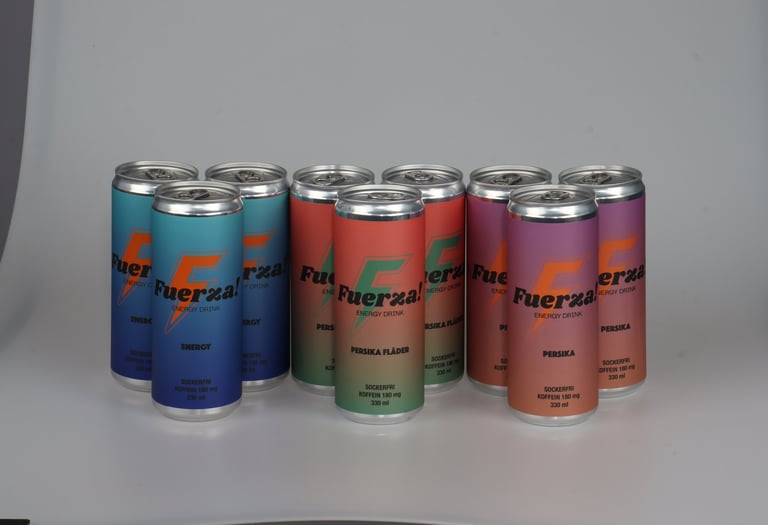 Fuerza!
ENERGY DRINK
ENERGY
SOCKERFRI
KOFFEIN 180 mg
330 ml
Fuerza!
ENERGY DRINK
PERSIKA FLÄDER
SOCKERFRI
KOFFEIN 180 mg
330 ml
Fuerza!
ENERGY DRINK
PERSIKA
SOCKERFRI
KOFFEIN 180 mg
330 ml